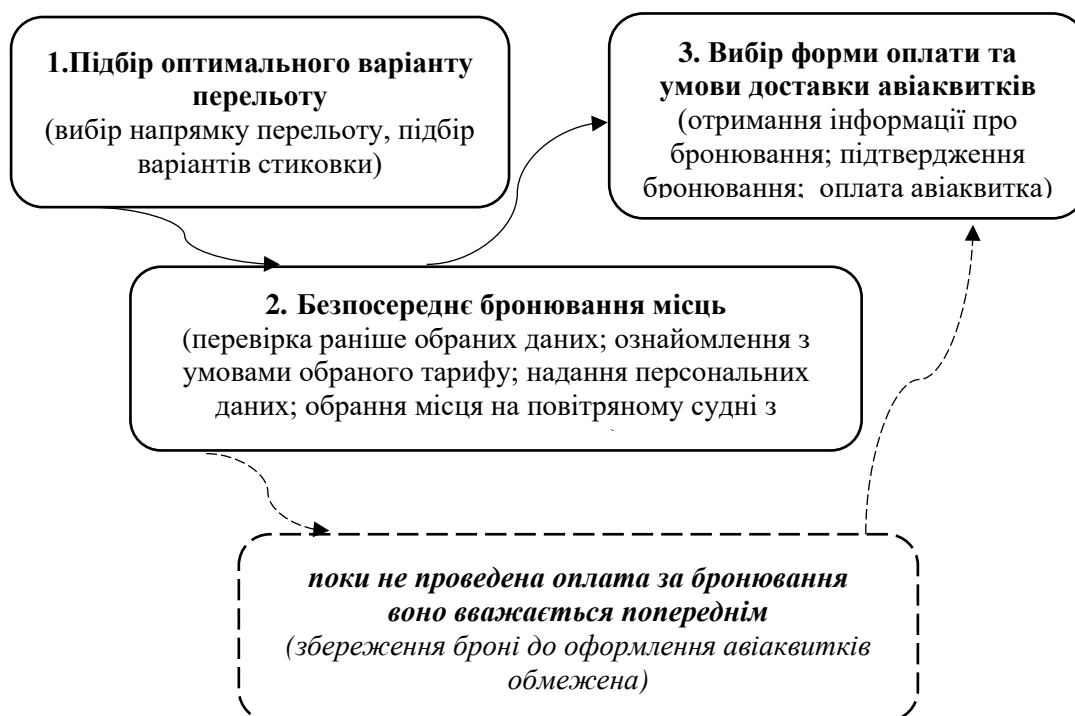 1.Підбір оптимального варіанту
перельоту
(вибір напрямку перельоту, підбір
варіантів стиковки)
3. Вибір форми оплати та
умови доставки авіаквитків
(отримання інформації про
бронювання; підтвердження
бронювання; оплата авіаквитка)
2. Безпосереднє бронювання місць
(перевірка раніше обраних даних; ознайомлення з
умовами обраного тарифу; надання персональних
даних; обрання місця на повітряному судні з
поки не проведена оплата за бронювання
воно вважається попереднім
(збереження броні до оформлення авіаквитків
обмежена)